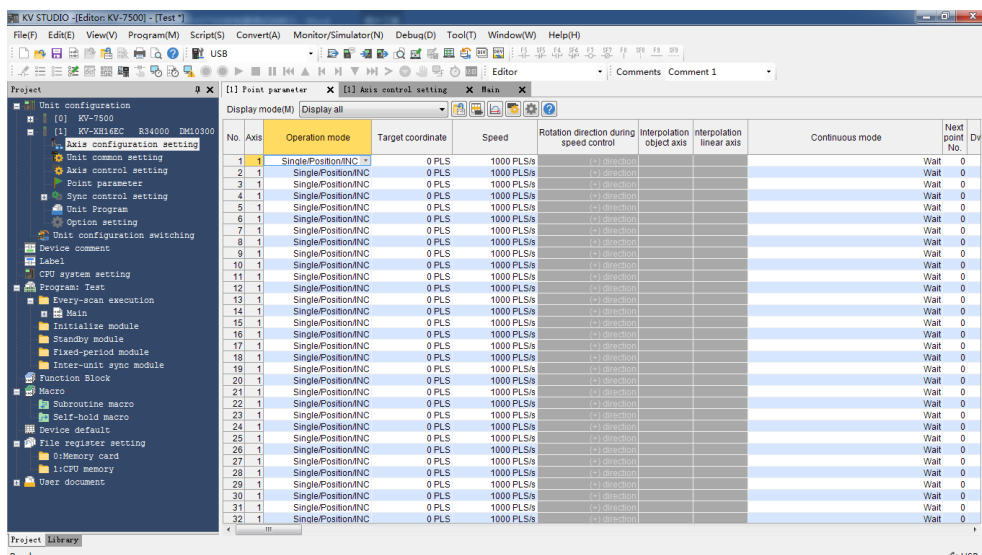 KV STUDIO -[Editor: KV-7500] - [Test *]
File(F) Edit(E) View(V) Program(M) Script(S) Convert(A) Monitor/Simulator(N) Debug(D) Tool(T) Window(W) Help(H)
USB
Editor Comments Comment 1
Project [1] Point parameter [1] Axis control setting Main
Display mode(M) Display all
Unit configuration
[0] KV-7500
[1] KV-XH16EC R34000 DM10300
Axis configuration setting
Unit common setting
Axis control setting
Point parameter
Sync control setting
Unit Program
Option setting
Unit configuration switching
Device comment
Label
CPU system setting
Program: Test
Every-scan execution
Main
Initialize module
Standby module
Fixed-period module
Inter-unit sync module
Function Block
Macro
Subroutine macro
Self-hold macro
Device default
File register setting
0:Memory card
1:CPU memory
User document
Project Library
No. Axis Operation mode Target coordinate Speed Rotation direction during speed control Interpolation object axis nterpolation linear axis Continuous mode Next point No. Dw
1 1 Single/Position/INC 0 PLS 1000 PLS/s (+) direction Wait 0
2 1 Single/Position/INC 0 PLS 1000 PLS/s (+) direction Wait 0
3 1 Single/Position/INC 0 PLS 1000 PLS/s (+) direction Wait 0
4 1 Single/Position/INC 0 PLS 1000 PLS/s (+) direction Wait 0
5 1 Single/Position/INC 0 PLS 1000 PLS/s (+) direction Wait 0
6 1 Single/Position/INC 0 PLS 1000 PLS/s (+) direction Wait 0
7 1 Single/Position/INC 0 PLS 1000 PLS/s (+) direction Wait 0
8 1 Single/Position/INC 0 PLS 1000 PLS/s (+) direction Wait 0
9 1 Single/Position/INC 0 PLS 1000 PLS/s (+) direction Wait 0
10 1 Single/Position/INC 0 PLS 1000 PLS/s (+) direction Wait 0
11 1 Single/Position/INC 0 PLS 1000 PLS/s (+) direction Wait 0
12 1 Single/Position/INC 0 PLS 1000 PLS/s (+) direction Wait 0
13 1 Single/Position/INC 0 PLS 1000 PLS/s (+) direction Wait 0
14 1 Single/Position/INC 0 PLS 1000 PLS/s (+) direction Wait 0
15 1 Single/Position/INC 0 PLS 1000 PLS/s (+) direction Wait 0
16 1 Single/Position/INC 0 PLS 1000 PLS/s (+) direction Wait 0
17 1 Single/Position/INC 0 PLS 1000 PLS/s (+) direction Wait 0
18 1 Single/Position/INC 0 PLS 1000 PLS/s (+) direction Wait 0
19 1 Single/Position/INC 0 PLS 1000 PLS/s (+) direction Wait 0
20 1 Single/Position/INC 0 PLS 1000 PLS/s (+) direction Wait 0
21 1 Single/Position/INC 0 PLS 1000 PLS/s (+) direction Wait 0
22 1 Single/Position/INC 0 PLS 1000 PLS/s (+) direction Wait 0
23 1 Single/Position/INC 0 PLS 1000 PLS/s (+) direction Wait 0
24 1 Single/Position/INC 0 PLS 1000 PLS/s (+) direction Wait 0
25 1 Single/Position/INC 0 PLS 1000 PLS/s (+) direction Wait 0
26 1 Single/Position/INC 0 PLS 1000 PLS/s (+) direction Wait 0
27 1 Single/Position/INC 0 PLS 1000 PLS/s (+) direction Wait 0
28 1 Single/Position/INC 0 PLS 1000 PLS/s (+) direction Wait 0
29 1 Single/Position/INC 0 PLS 1000 PLS/s (+) direction Wait 0
30 1 Single/Position/INC 0 PLS 1000 PLS/s (+) direction Wait 0
31 1 Single/Position/INC 0 PLS 1000 PLS/s (+) direction Wait 0
32 1 Single/Position/INC 0 PLS 1000 PLS/s (+) direction Wait 0